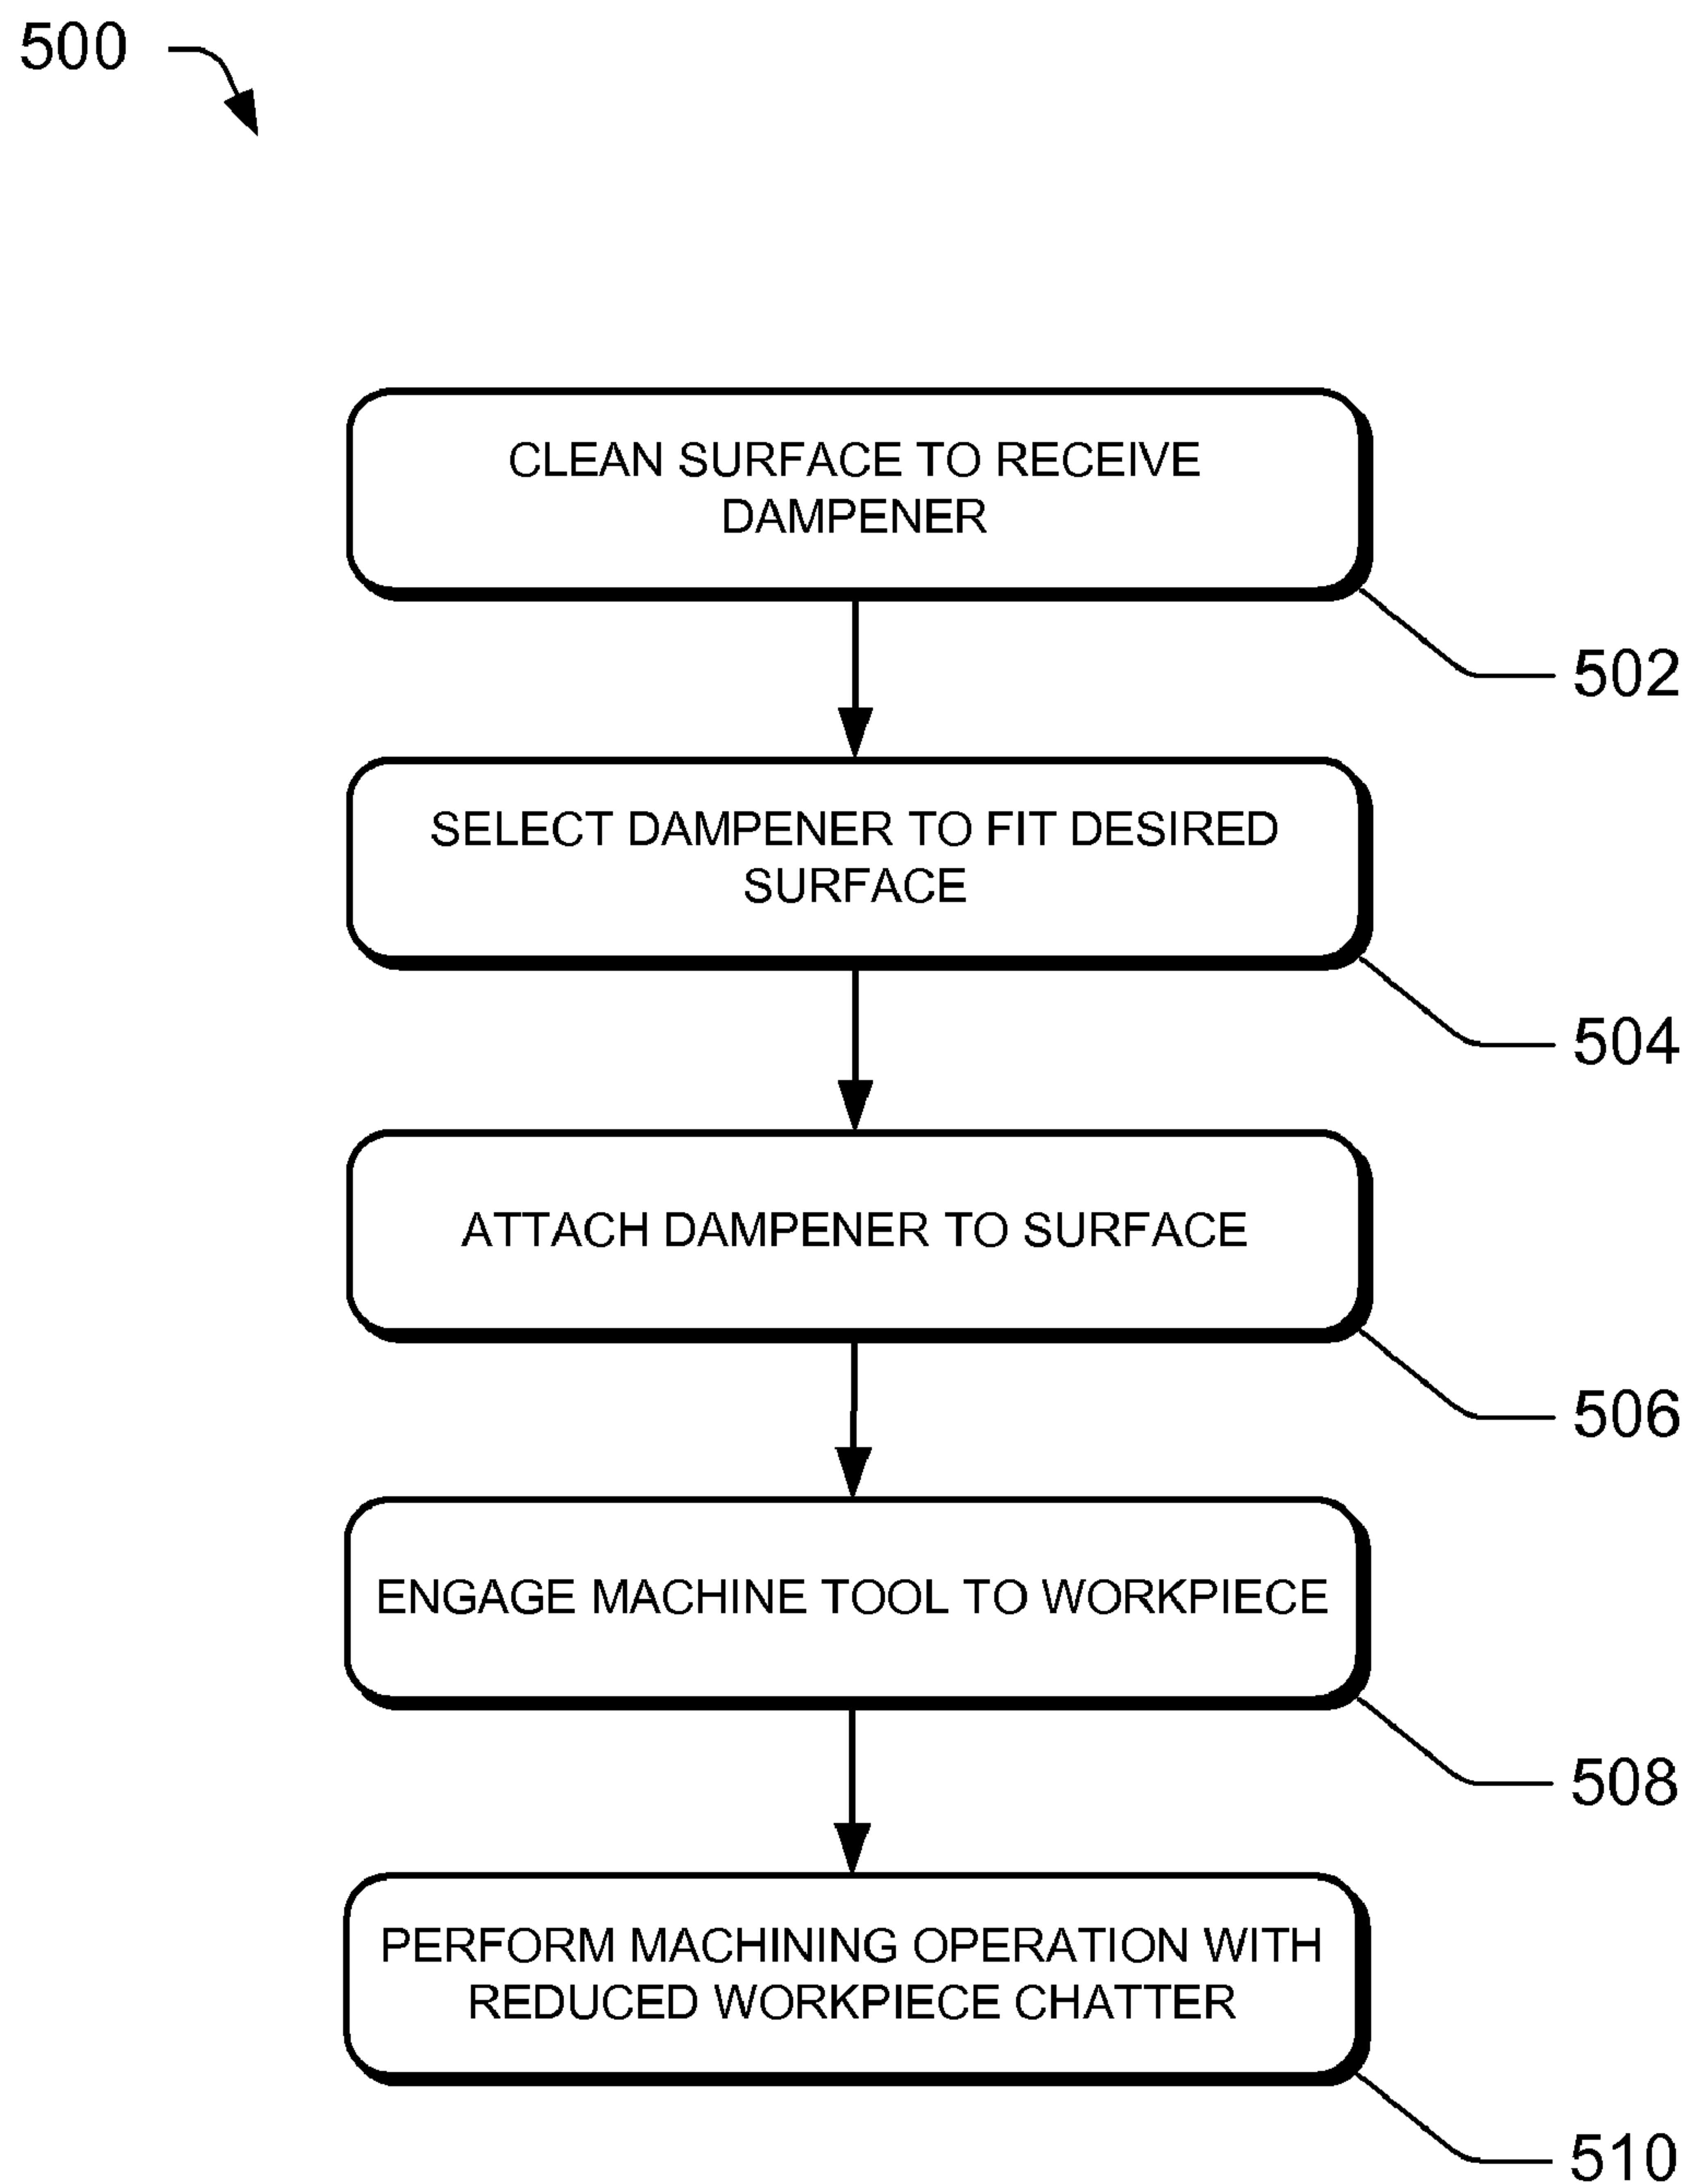 500
CLEAN SURFACE TO RECEIVE
DAMPENER
502
SELECT DAMPENER TO FIT DESIRED
SURFACE
504
ATTACH DAMPENER TO SURFACE
506
ENGAGE MACHINE TOOL TO WORKPIECE
508
PERFORM MACHINING OPERATION WITH
REDUCED WORKPIECE CHATTER
510